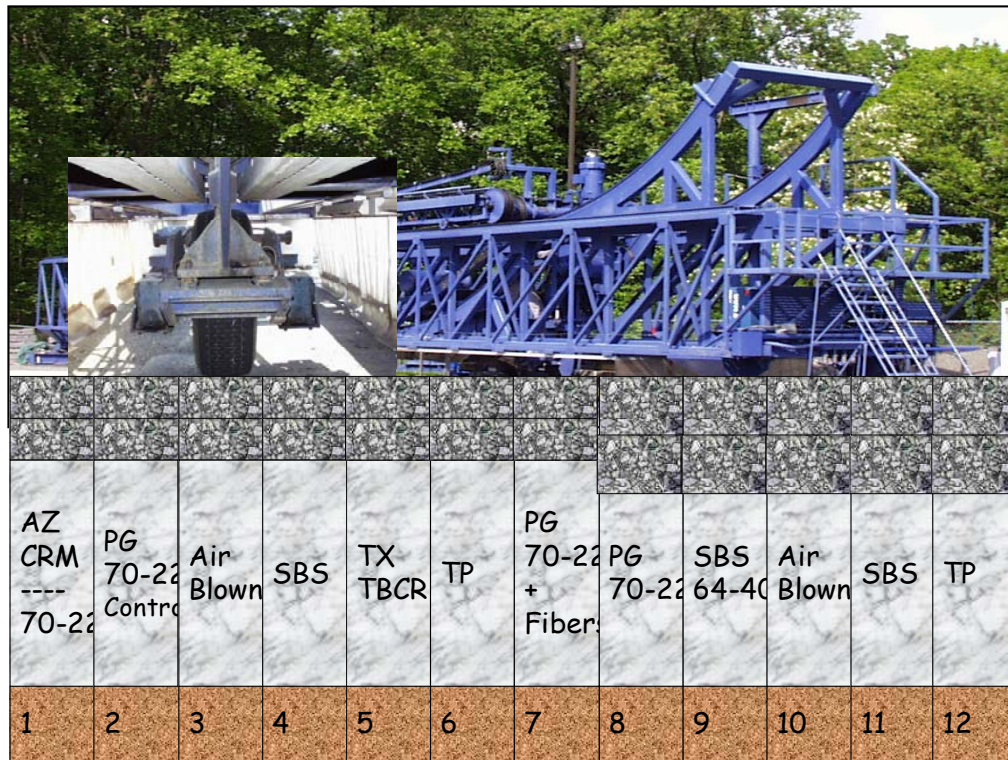 AZ
CRM
----
70-22
PG
70-22
Contro
Air
Blown
SBS
TX
TBCR
TP
PG
70-22
+
Fibers
PG
70-22
SBS
64-40
Air
Blown
SBS
TP
1 2 3 4 5 6 7 8 9 10 11 12